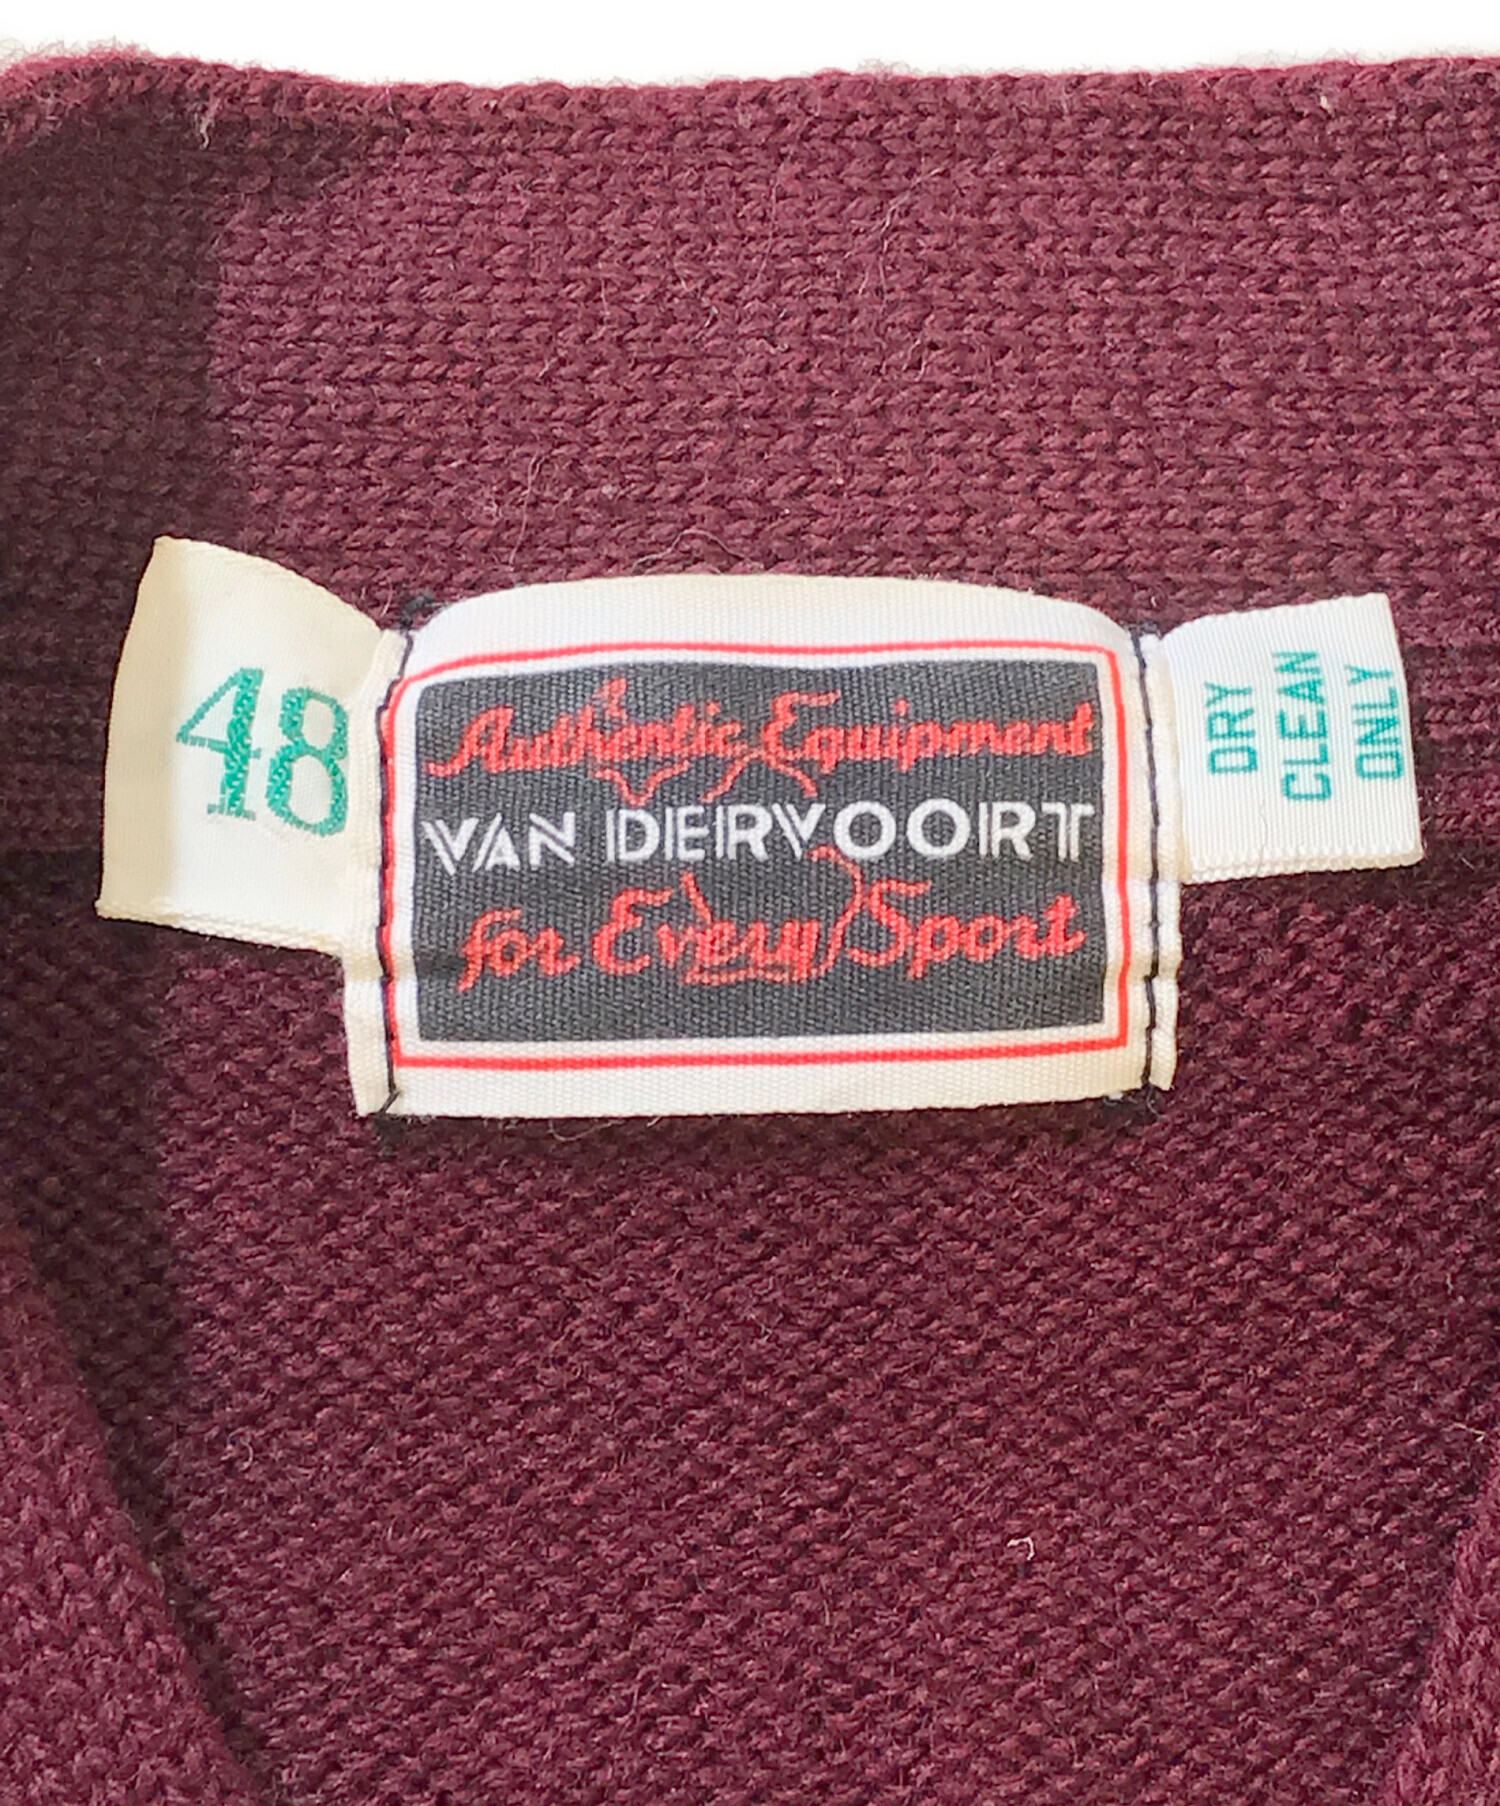 48
Authentic Equipment
VAN DERVOORT
for Every Sport
DRY
CLEAN
ONLY